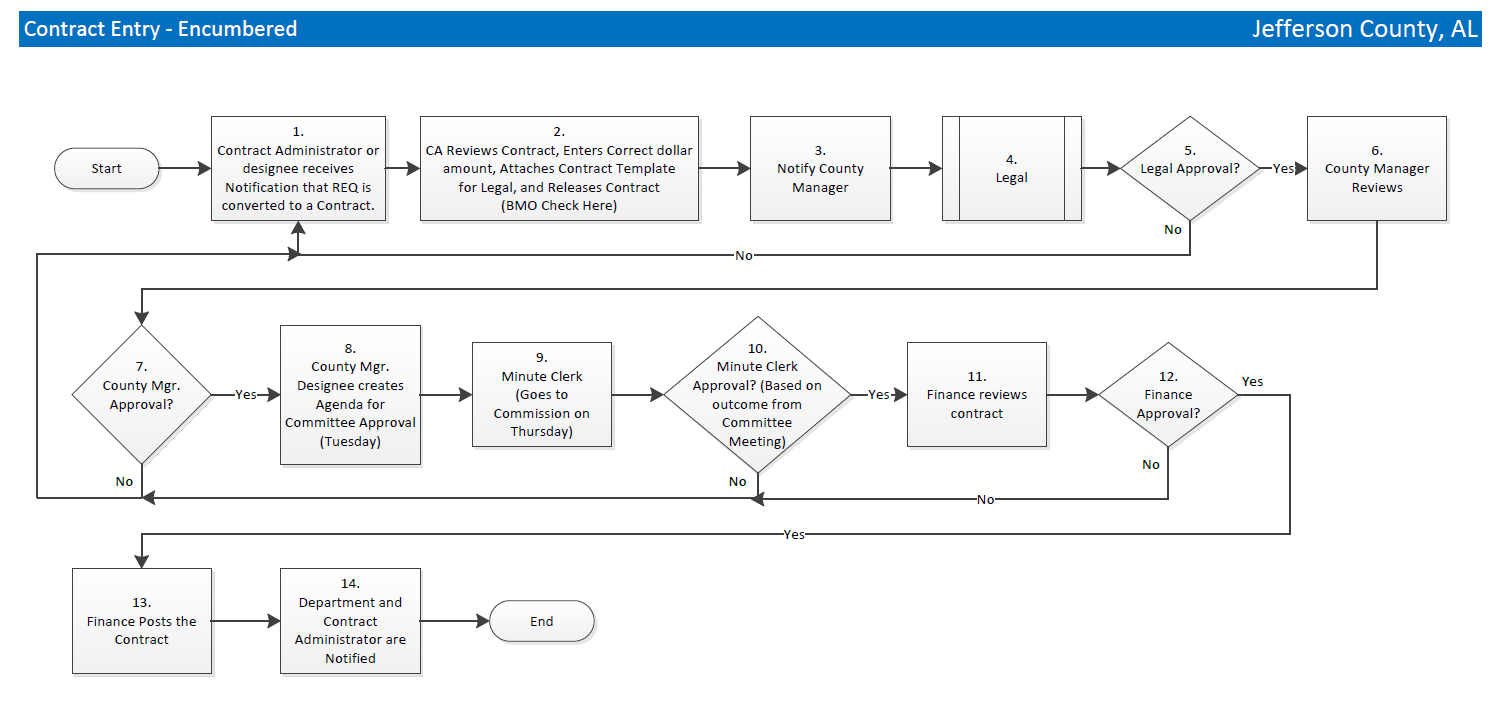 Contract Entry - Encumbered
Jefferson County, AL
Start
1.
Contract Administrator or
designee receives
Notification that REQ is
converted to a Contract.
2.
CA Reviews Contract, Enters Correct dollar
amount, Attaches Contract Template
for Legal, and Releases Contract
(BMO Check Here)
3.
Notify County
Manager
4.
Legal
5.
Legal Approval?
Yes
6.
County Manager
Reviews
No
No
7.
County Mgr.
Approval?
Yes
8.
County Mgr.
Designee creates
Agenda for
Committee Approval
(Tuesday)
9.
Minute Clerk
(Goes to
Commission on
Thursday)
10.
Minute Clerk
Approval? (Based on
outcome from
Committee
Meeting)
Yes
11.
Finance reviews
contract
12.
Finance
Approval?
Yes
No
No
No
No
Yes
13.
Finance Posts the
Contract
14.
Department and
Contract
Administrator are
Notified
End